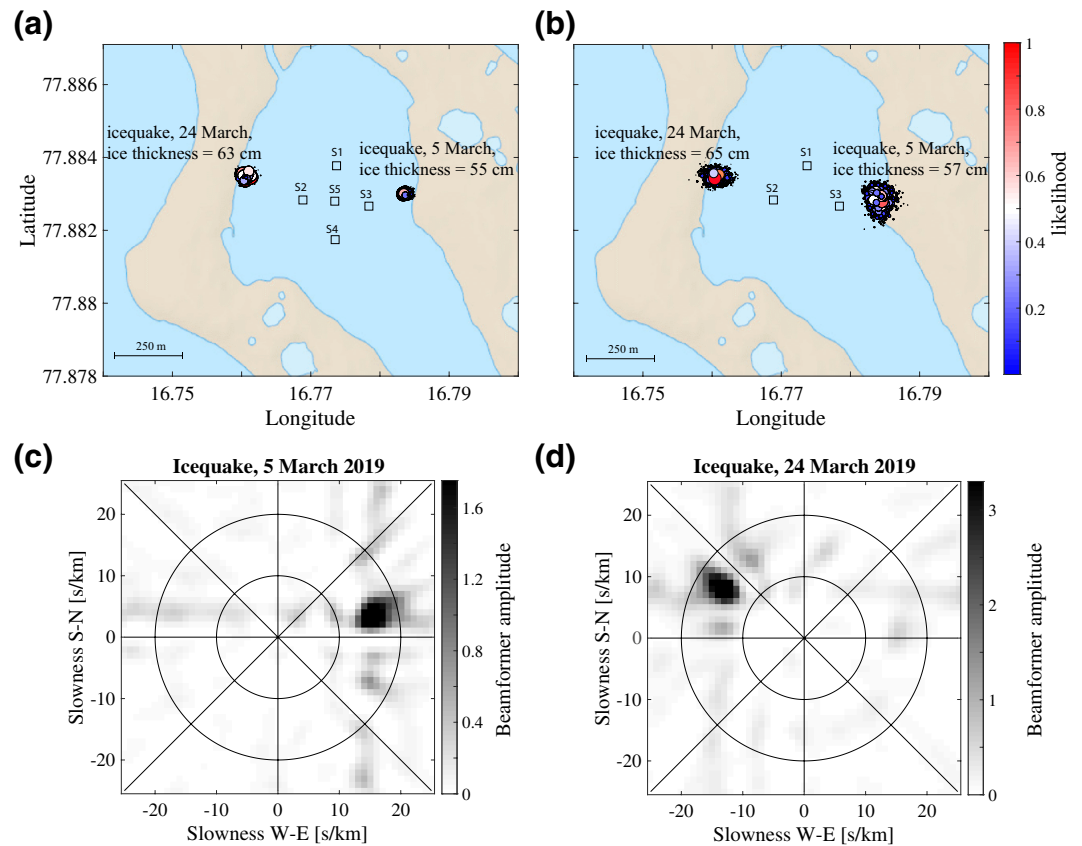 (a)
77.886
77.884
77.882
77.88
77.878
Latitude
icequake, 24 March,
ice thickness = 63 cm
icequake, 5 March,
ice thickness = 55 cm
S1
S2
S5
S3
S4
250 m
16.75
16.77
16.79
Longitude
(b)
icequake, 24 March,
ice thickness = 65 cm
icequake, 5 March,
ice thickness = 57 cm
S1
S2
S3
250 m
16.75
16.77
16.79
Longitude
1
0.8
0.6
0.4
0.2
likelihood
(c)
Icequake, 5 March 2019
20
10
0
-10
-20
Slowness S-N [s/km]
-20
-10
0
10
20
Slowness W-E [s/km]
1.6
1.2
0.8
0.4
0
Beamformer amplitude
(d)
Icequake, 24 March 2019
20
10
0
-10
-20
Slowness S-N [s/km]
-20
-10
0
10
20
Slowness W-E [s/km]
3
2
1
0
Beamformer amplitude